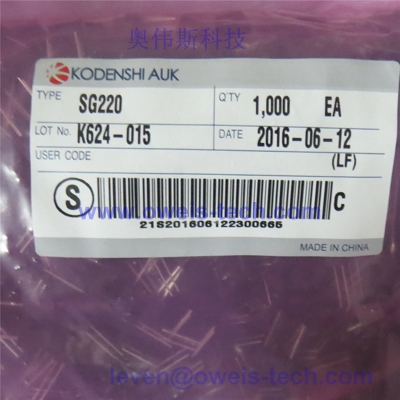 奥伟斯科技
KODENSHI AUK
TYPE SG220 Q'TY 1,000 EA
LOT No. K624-015 DATE 2016-06-12
USER CODE (LF)
S C
www.oweis-tech.com
21S201606122300665
MADE IN CHINA
leven@oweis-tech.com